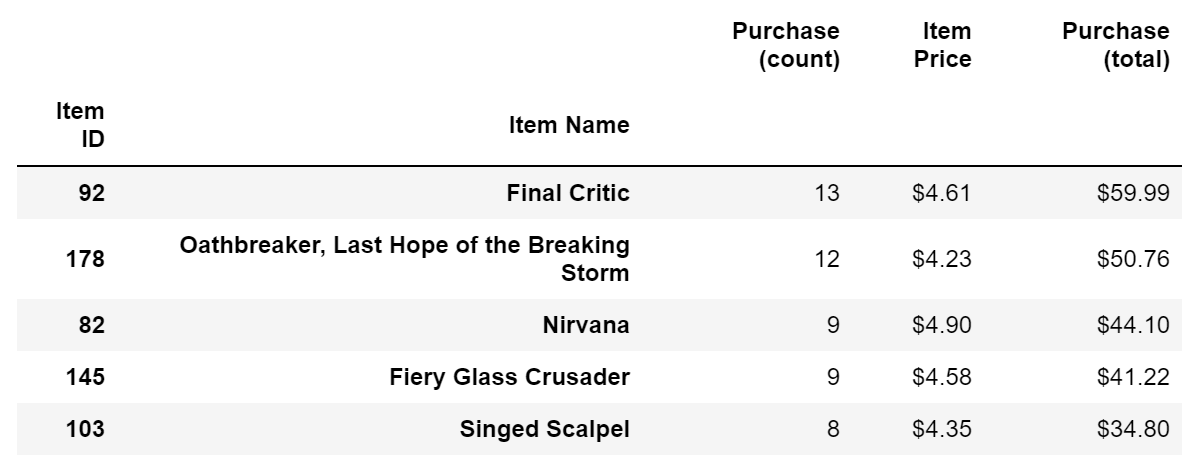 Purchase Item Purchase
(count) Price (total)
Item
ID Item Name
92 Final Critic 13 $4.61 $59.99
178 Oathbreaker, Last Hope of the Breaking
Storm 12 $4.23 $50.76
82 Nirvana 9 $4.90 $44.10
145 Fiery Glass Crusader 9 $4.58 $41.22
103 Singed Scalpel 8 $4.35 $34.80